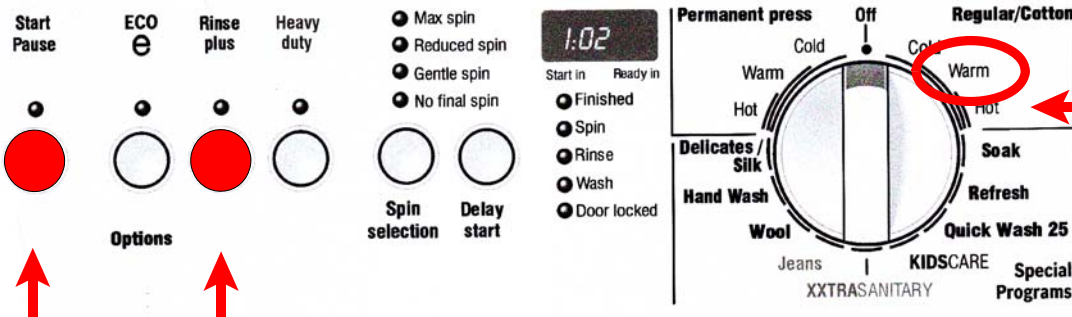 Start
Pause
ECO
e
Rinse
plus
Heavy
duty
Options
Max spin
Reduced spin
Gentle spin
No final spin
Spin
selection
Delay
start
1:02
Start in Ready in
Finished
Spin
Rinse
Wash
Door locked
Permanent press
Off
Regular/Cotton
Cold
Warm
Hot
Cold
Warm
Hot
Delicates /
Silk
Hand Wash
Wool
Jeans
XXTRASANITARY
KIDSCARE
Quick Wash 25
Refresh
Soak
Special
Programs